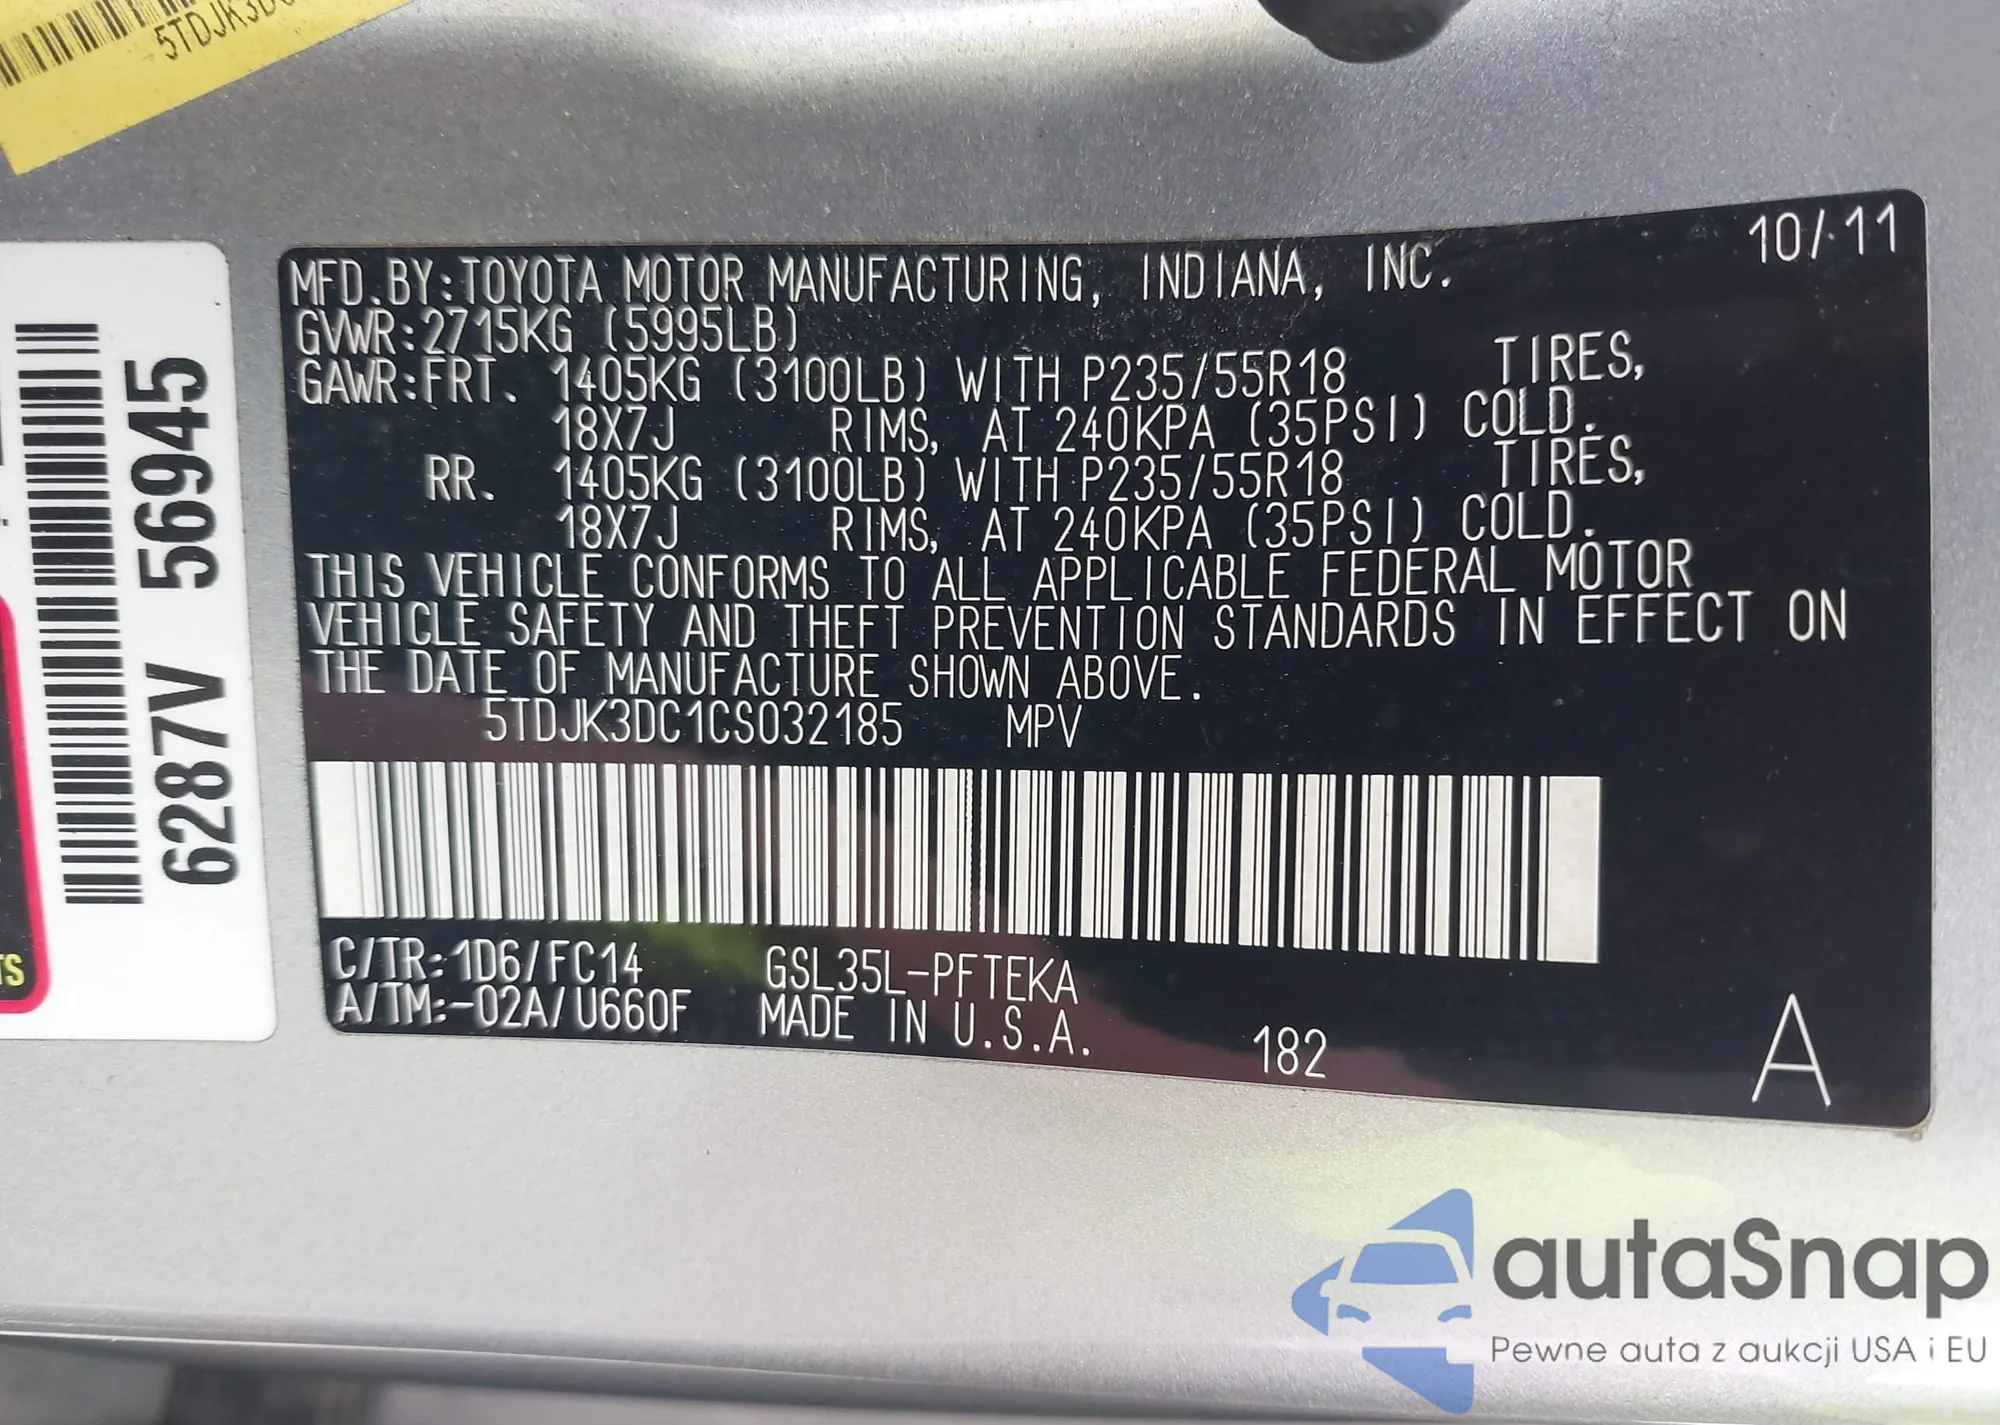 5TDJK3DC
56945
6287V
TS
10/11
MFD.BY:TOYOTA MOTOR MANUFACTURING, INDIANA, INC.
GVWR:2715KG (5995LB)
GAWR:FRT. 1405KG (3100LB) WITH P235/55R18 TIRES,
18X7J RIMS, AT 240KPA (35PSI) COLD.
RR. 1405KG (3100LB) WITH P235/55R18 TIRES,
18X7J RIMS, AT 240KPA (35PSI) COLD.
THIS VEHICLE CONFORMS TO ALL APPLICABLE FEDERAL MOTOR
VEHICLE SAFETY AND THEFT PREVENTION STANDARDS IN EFFECT ON
THE DATE OF MANUFACTURE SHOWN ABOVE.
5TDJK3DC1CS032185 MPV
C/TR:1D6/FC14 GSL35L-PFTEKA
A/TM:-02A/U660F MADE IN U.S.A.
182
A
autaSnap
Pewne auta z aukcji USA i EU